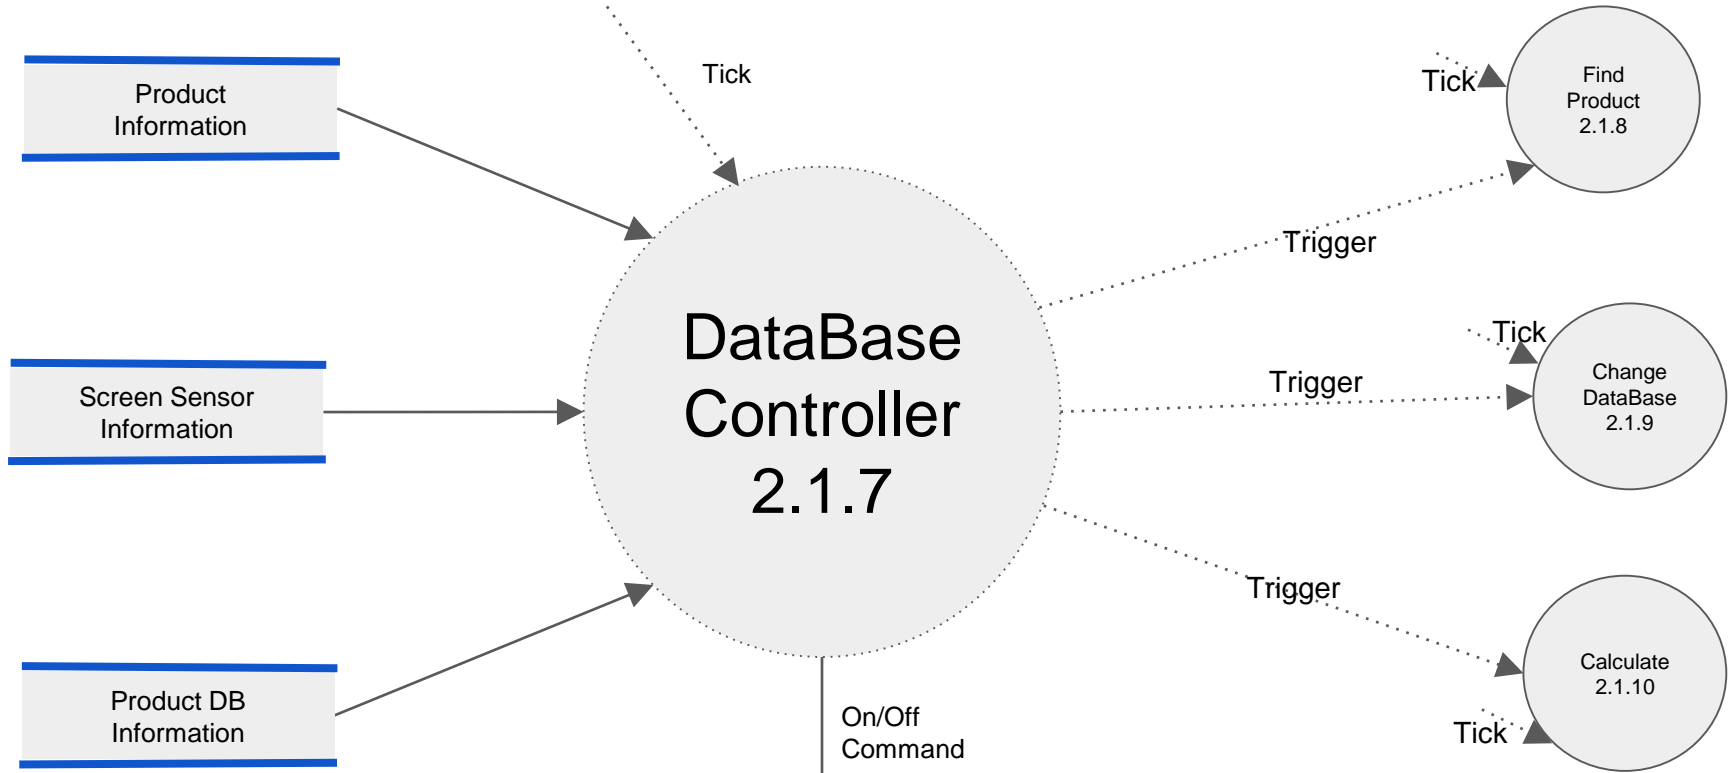 Product
Information
Tick
Tick
Find
Product
2.1.8
Trigger
Screen Sensor
Information
DataBase
Controller
2.1.7
Trigger
Tick
Change
DataBase
2.1.9
Trigger
Product DB
Information
On/Off
Command
Calculate
2.1.10
Tick